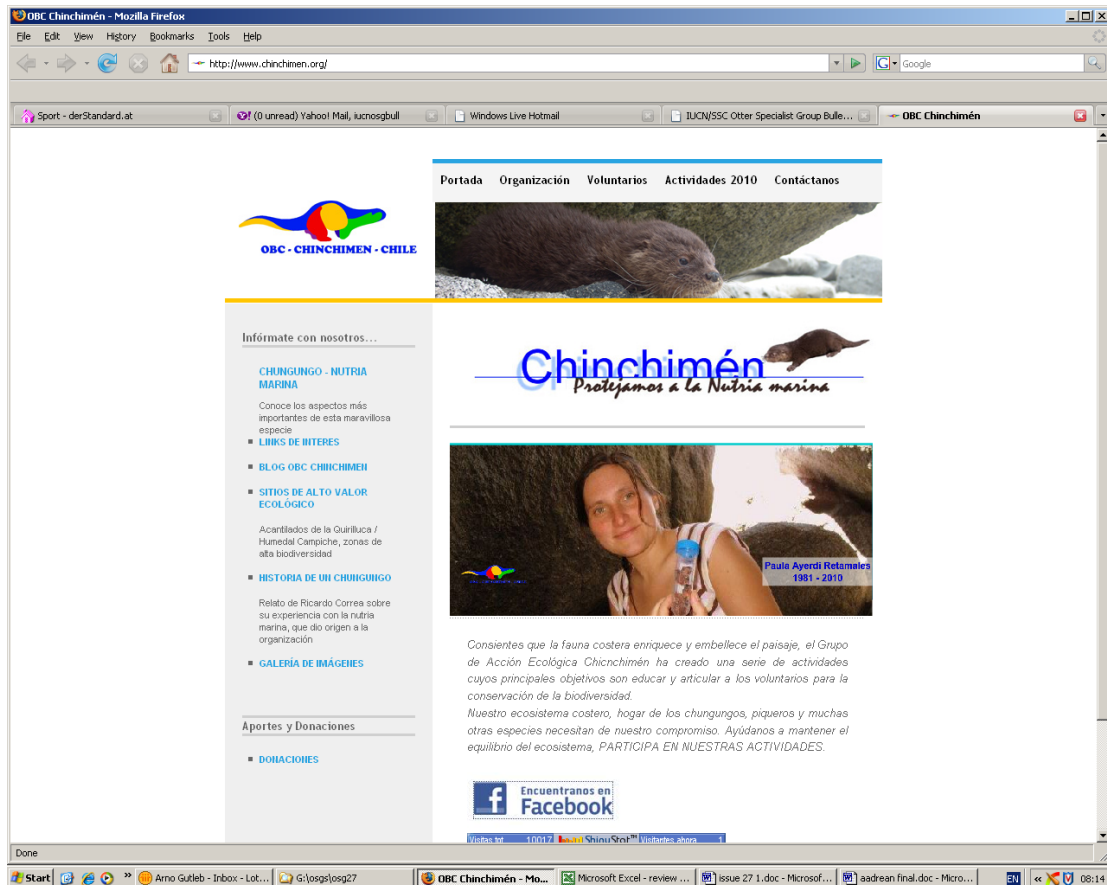 OBC Chinchimén - Mozilla Firefox
File Edit View History Bookmarks Tools Help
http://www.chinchimen.org/
G Google
Sport - derStandard.at
(0 unread) Yahoo! Mail, iucnosgbull
Windows Live Hotmail
IUCN/SSC Otter Specialist Group Bulle...
OBC Chinchimén
Portada Organización Voluntarios Actividades 2010 Contáctanos
OBC - CHINCHIMEN - CHILE
Infórmate con nosotros...
CHUNGUNGO - NUTRIA
MARINA
Conoce los aspectos más
importantes de esta maravillosa
especie
LINKS DE INTERES
BLOG OBC CHINCHIMEN
SITIOS DE ALTO VALOR
ECOLÓGICO
Acantilados de la Quirilluca /
Humedal Campiche, zonas de
alta biodiversidad
HISTORIA DE UN CHUNGUNGO
Relato de Ricardo Correa sobre
su experiencia con la nutria
marina, que dio origen a la
organización
GALERÍA DE IMÁGENES
Aportes y Donaciones
DONACIONES
Chinchimén
Protejamos a la Nutria marina
Paula Ayerdi Retamales
1981 - 2010
Consientes que la fauna costera enriquece y embellece el paisaje, el Grupo
de Acción Ecológica Chicnchimén ha creado una serie de actividades
cuyos principales objetivos son educar y articular a los voluntarios para la
conservación de la biodiversidad.
Nuestro ecosistema costero, hogar de los chungungos, piqueros y muchas
otras especies necesitan de nuestro compromiso. Ayúdanos a mantener el
equilibrio del ecosistema, PARTICIPA EN NUESTRAS ACTIVIDADES.
f Encuentranos en
Facebook
Visitas tot. 10017 ShinyStat™ Visitantes ahora 1
Done
Start
Arno Gutleb - Inbox - Lot...
G:\osgs\osg27
OBC Chinchimén - Mo...
Microsoft Excel - review ...
issue 27 1.doc - Microsof...
aadrean final.doc - Micro...
EN
08:14